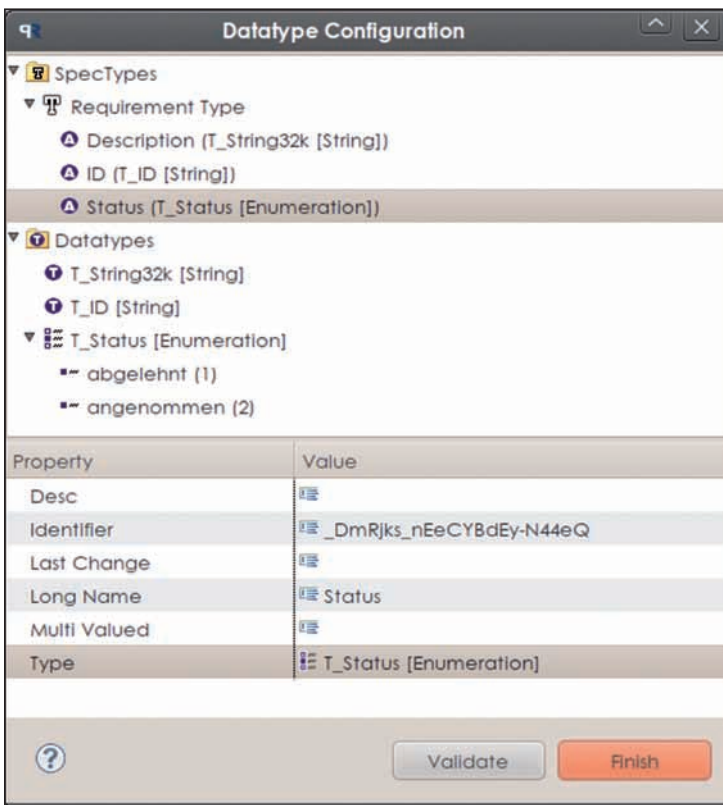 Datatype Configuration
SpecTypes
Requirement Type
Description (T_String32k [String])
ID (T_ID [String])
Status (T_Status [Enumeration])
Datatypes
T_String32k [String]
T_ID [String]
T_Status [Enumeration]
abgelehnt (1)
angenommen (2)
Property Value
Desc
Identifier _DmRjks_nEeCYBdEy-N44eQ
Last Change
Long Name Status
Multi Valued
Type T_Status [Enumeration]
? Validate Finish